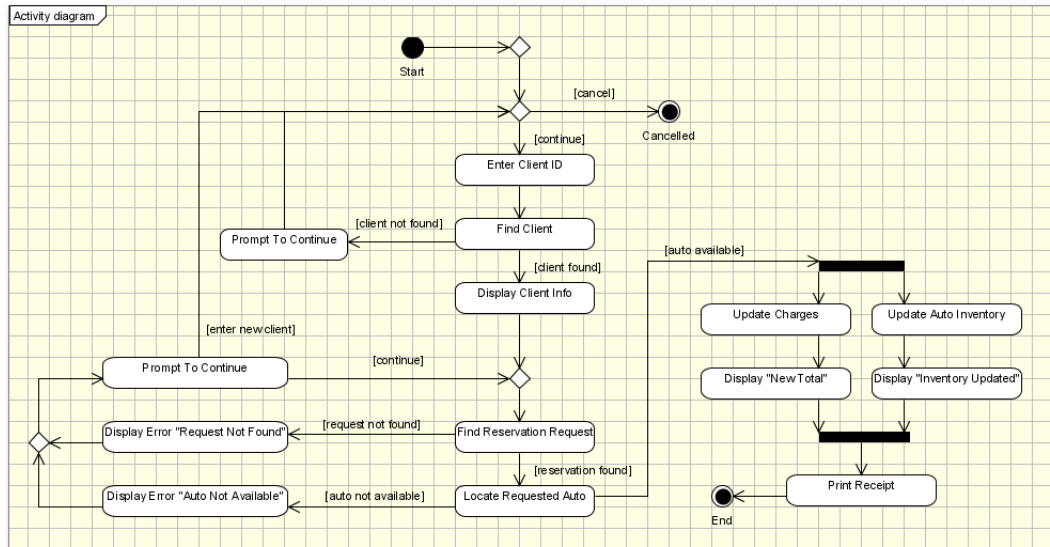 Activity diagram
Start
[cancel]
Cancelled
[continue]
Enter Client ID
[client not found]
Find Client
Prompt To Continue
[auto available]
[client found]
Display Client Info
Update Charges
Update Auto Inventory
[enter new client]
[continue]
Prompt To Continue
Display "New Total"
Display "Inventory Updated"
[request not found]
Display Error "Request Not Found"
Find Reservation Request
[reservation found]
Print Receipt
[auto not available]
Display Error "Auto Not Available"
Locate Requested Auto
End